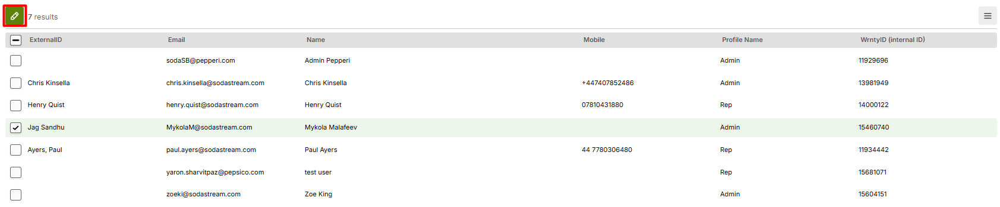 7 results
ExternalID Email Name Mobile Profile Name WrntyID (internal ID)
sodaSB@pepperi.com Admin Pepperi Admin 11929696
Chris Kinsella chris.kinsella@sodastream.com Chris Kinsella +447407852486 Admin 13981949
Henry Quist henry.quist@sodastream.com Henry Quist 07810431880 Rep 14000122
Jag Sandhu MykolaM@sodastream.com Mykola Malafeev Admin 15460740
Ayers, Paul paul.ayers@sodastream.com Paul Ayers 44 7780306480 Rep 11934442
yaron.sharvitpaz@pepsico.com test user Rep 15681071
zoeki@sodastream.com Zoe King Admin 15604151